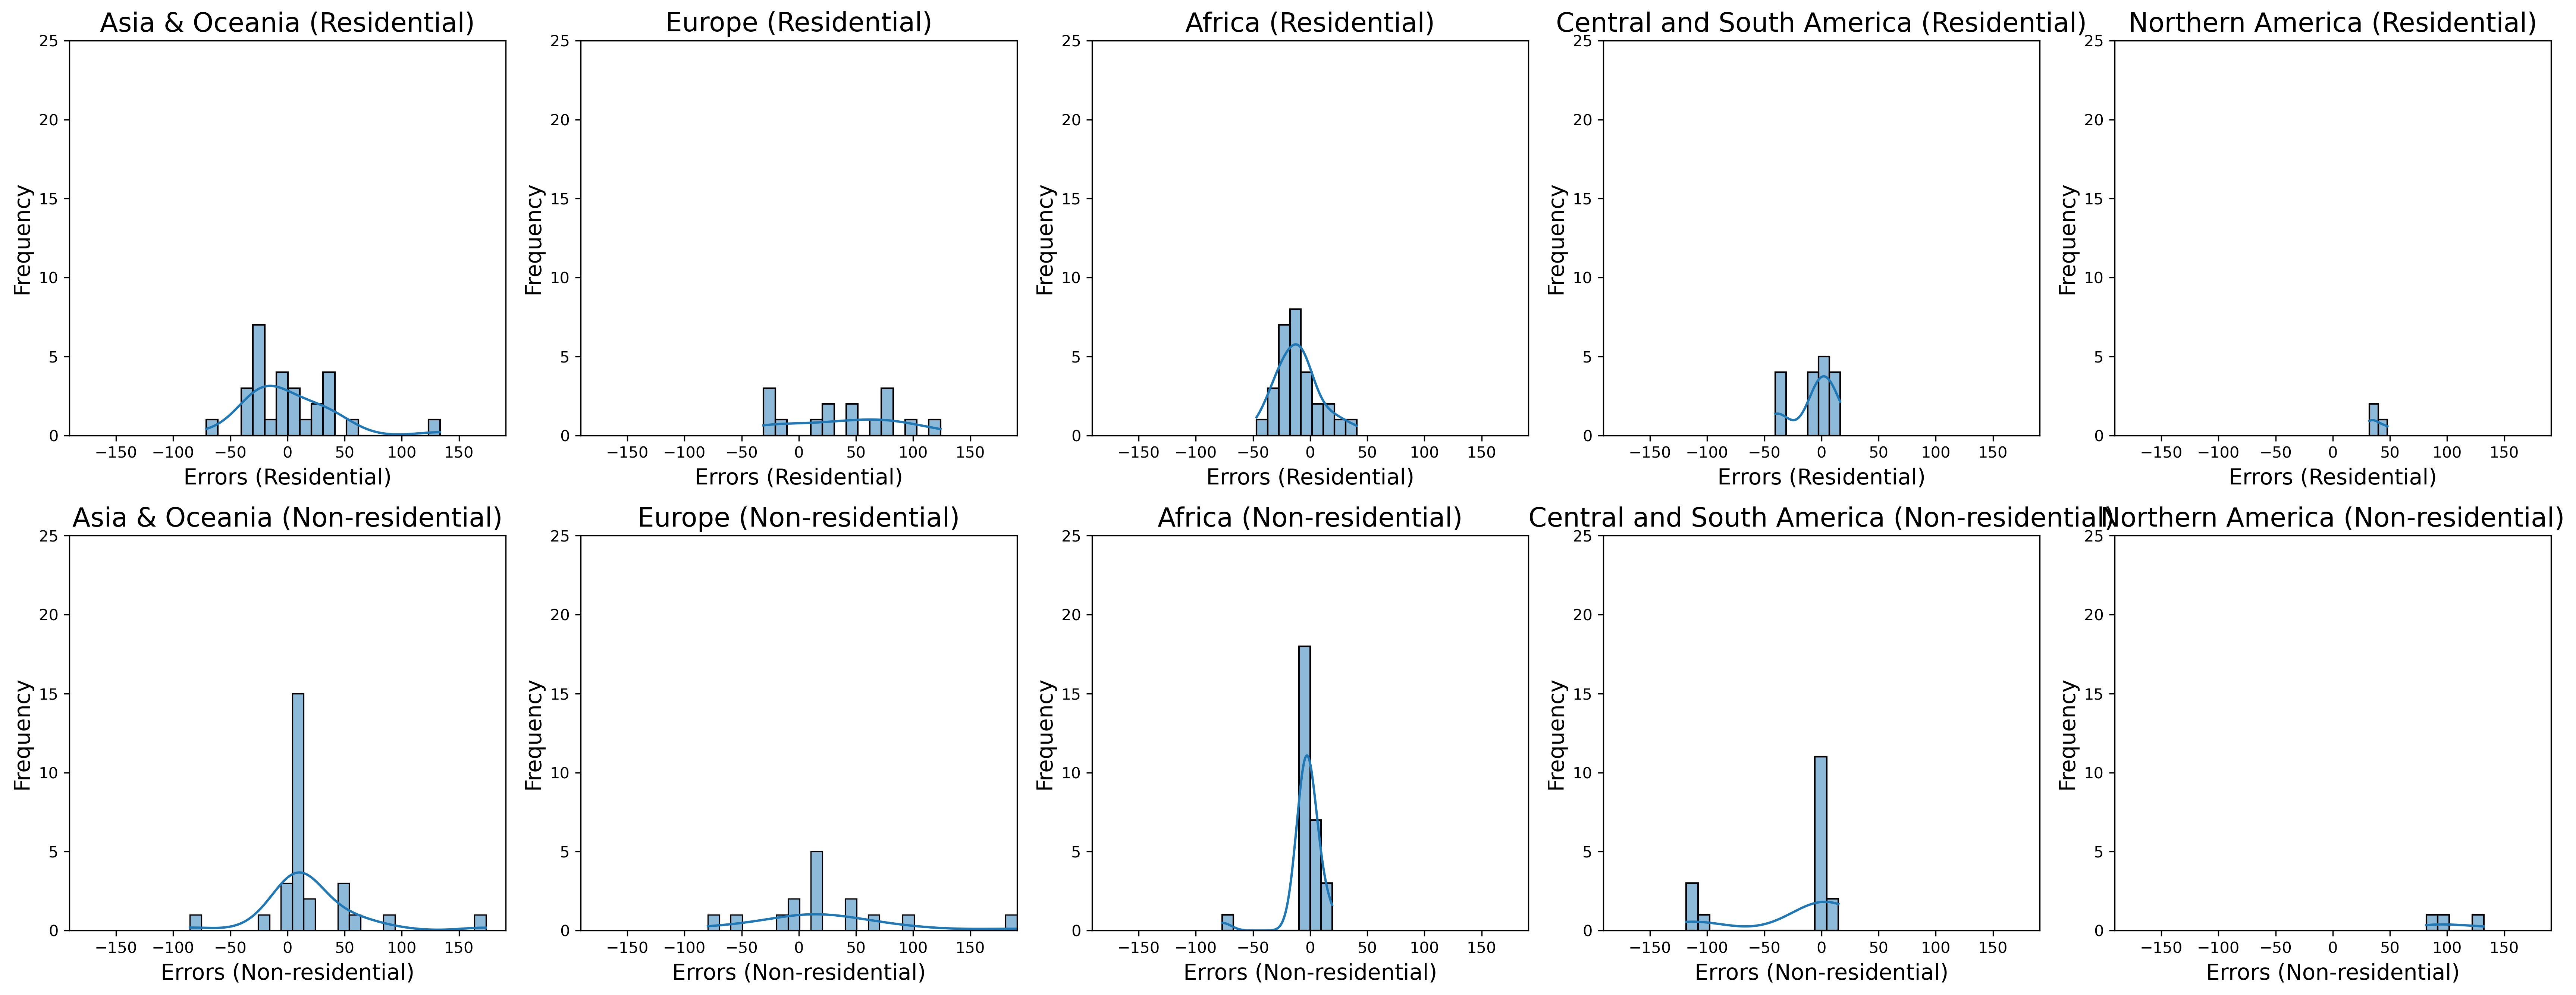 Asia & Oceania (Residential)
25
20
15
10
5
0
Frequency
−150 −100 −50 0 50 100 150
Errors (Residential)
Europe (Residential)
25
20
15
10
5
0
Frequency
−150 −100 −50 0 50 100 150
Errors (Residential)
Africa (Residential)
25
20
15
10
5
0
Frequency
−150 −100 −50 0 50 100 150
Errors (Residential)
Central and South America (Residential)
25
20
15
10
5
0
Frequency
−150 −100 −50 0 50 100 150
Errors (Residential)
Northern America (Residential)
25
20
15
10
5
0
Frequency
−150 −100 −50 0 50 100 150
Errors (Residential)
Asia & Oceania (Non-residential)
25
20
15
10
5
0
Frequency
−150 −100 −50 0 50 100 150
Errors (Non-residential)
Europe (Non-residential)
25
20
15
10
5
0
Frequency
−150 −100 −50 0 50 100 150
Errors (Non-residential)
Africa (Non-residential)
25
20
15
10
5
0
Frequency
−150 −100 −50 0 50 100 150
Errors (Non-residential)
Central and South America (Non-residential)
25
20
15
10
5
0
Frequency
−150 −100 −50 0 50 100 150
Errors (Non-residential)
Northern America (Non-residential)
25
20
15
10
5
0
Frequency
−150 −100 −50 0 50 100 150
Errors (Non-residential)